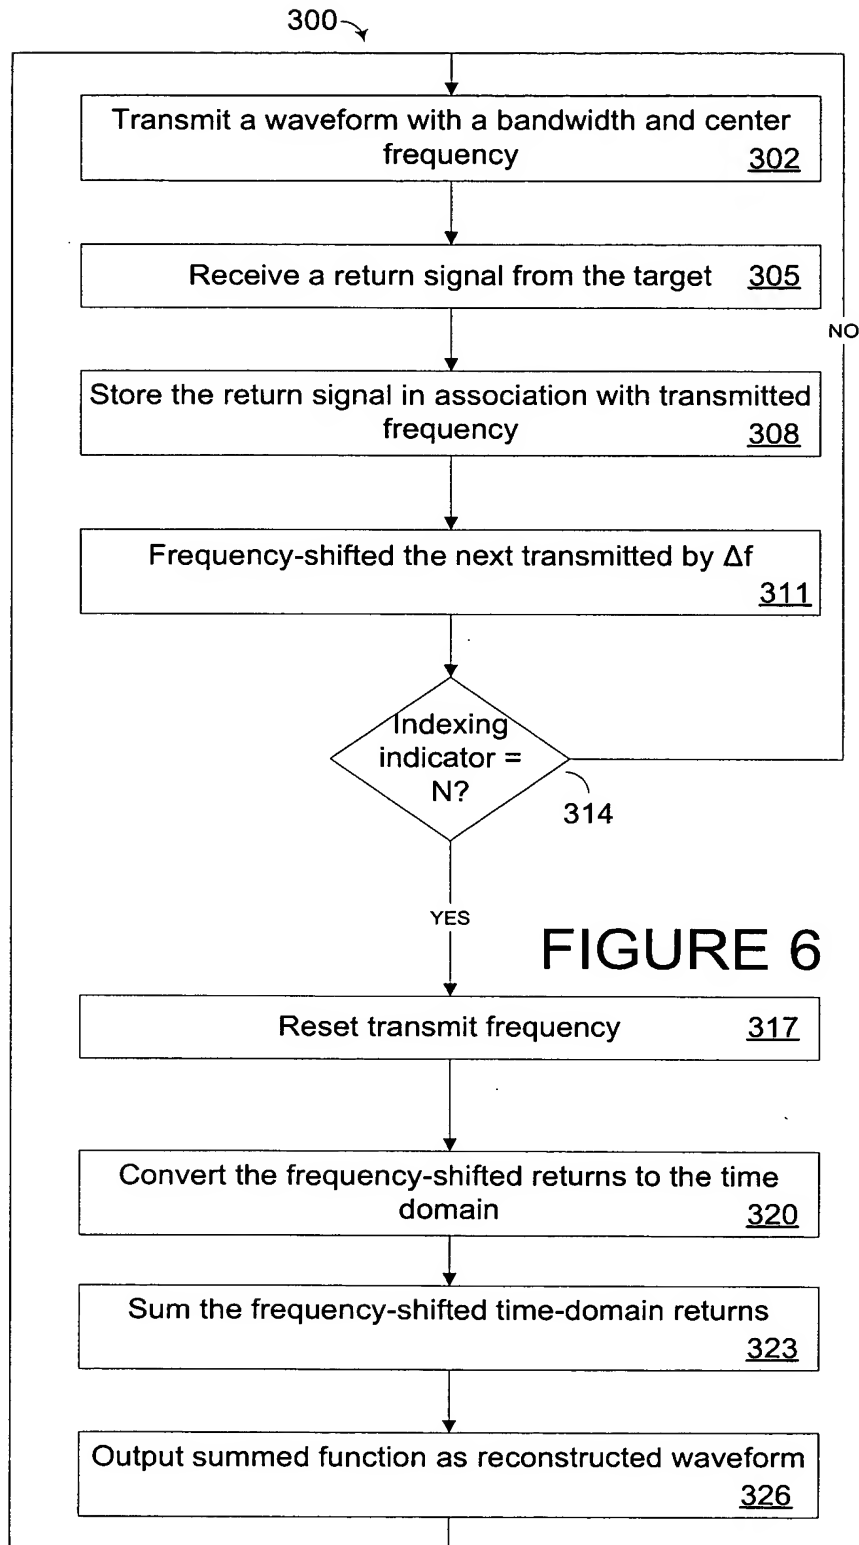 300
Transmit a waveform with a bandwidth and center
frequency
302
Receive a return signal from the target 305
NO
Store the return signal in association with transmitted
frequency
308
Frequency-shifted the next transmitted by Δf
311
Indexing
indicator =
N?
314
YES
FIGURE 6
Reset transmit frequency 317
Convert the frequency-shifted returns to the time
domain
320
Sum the frequency-shifted time-domain returns
323
Output summed function as reconstructed waveform
326